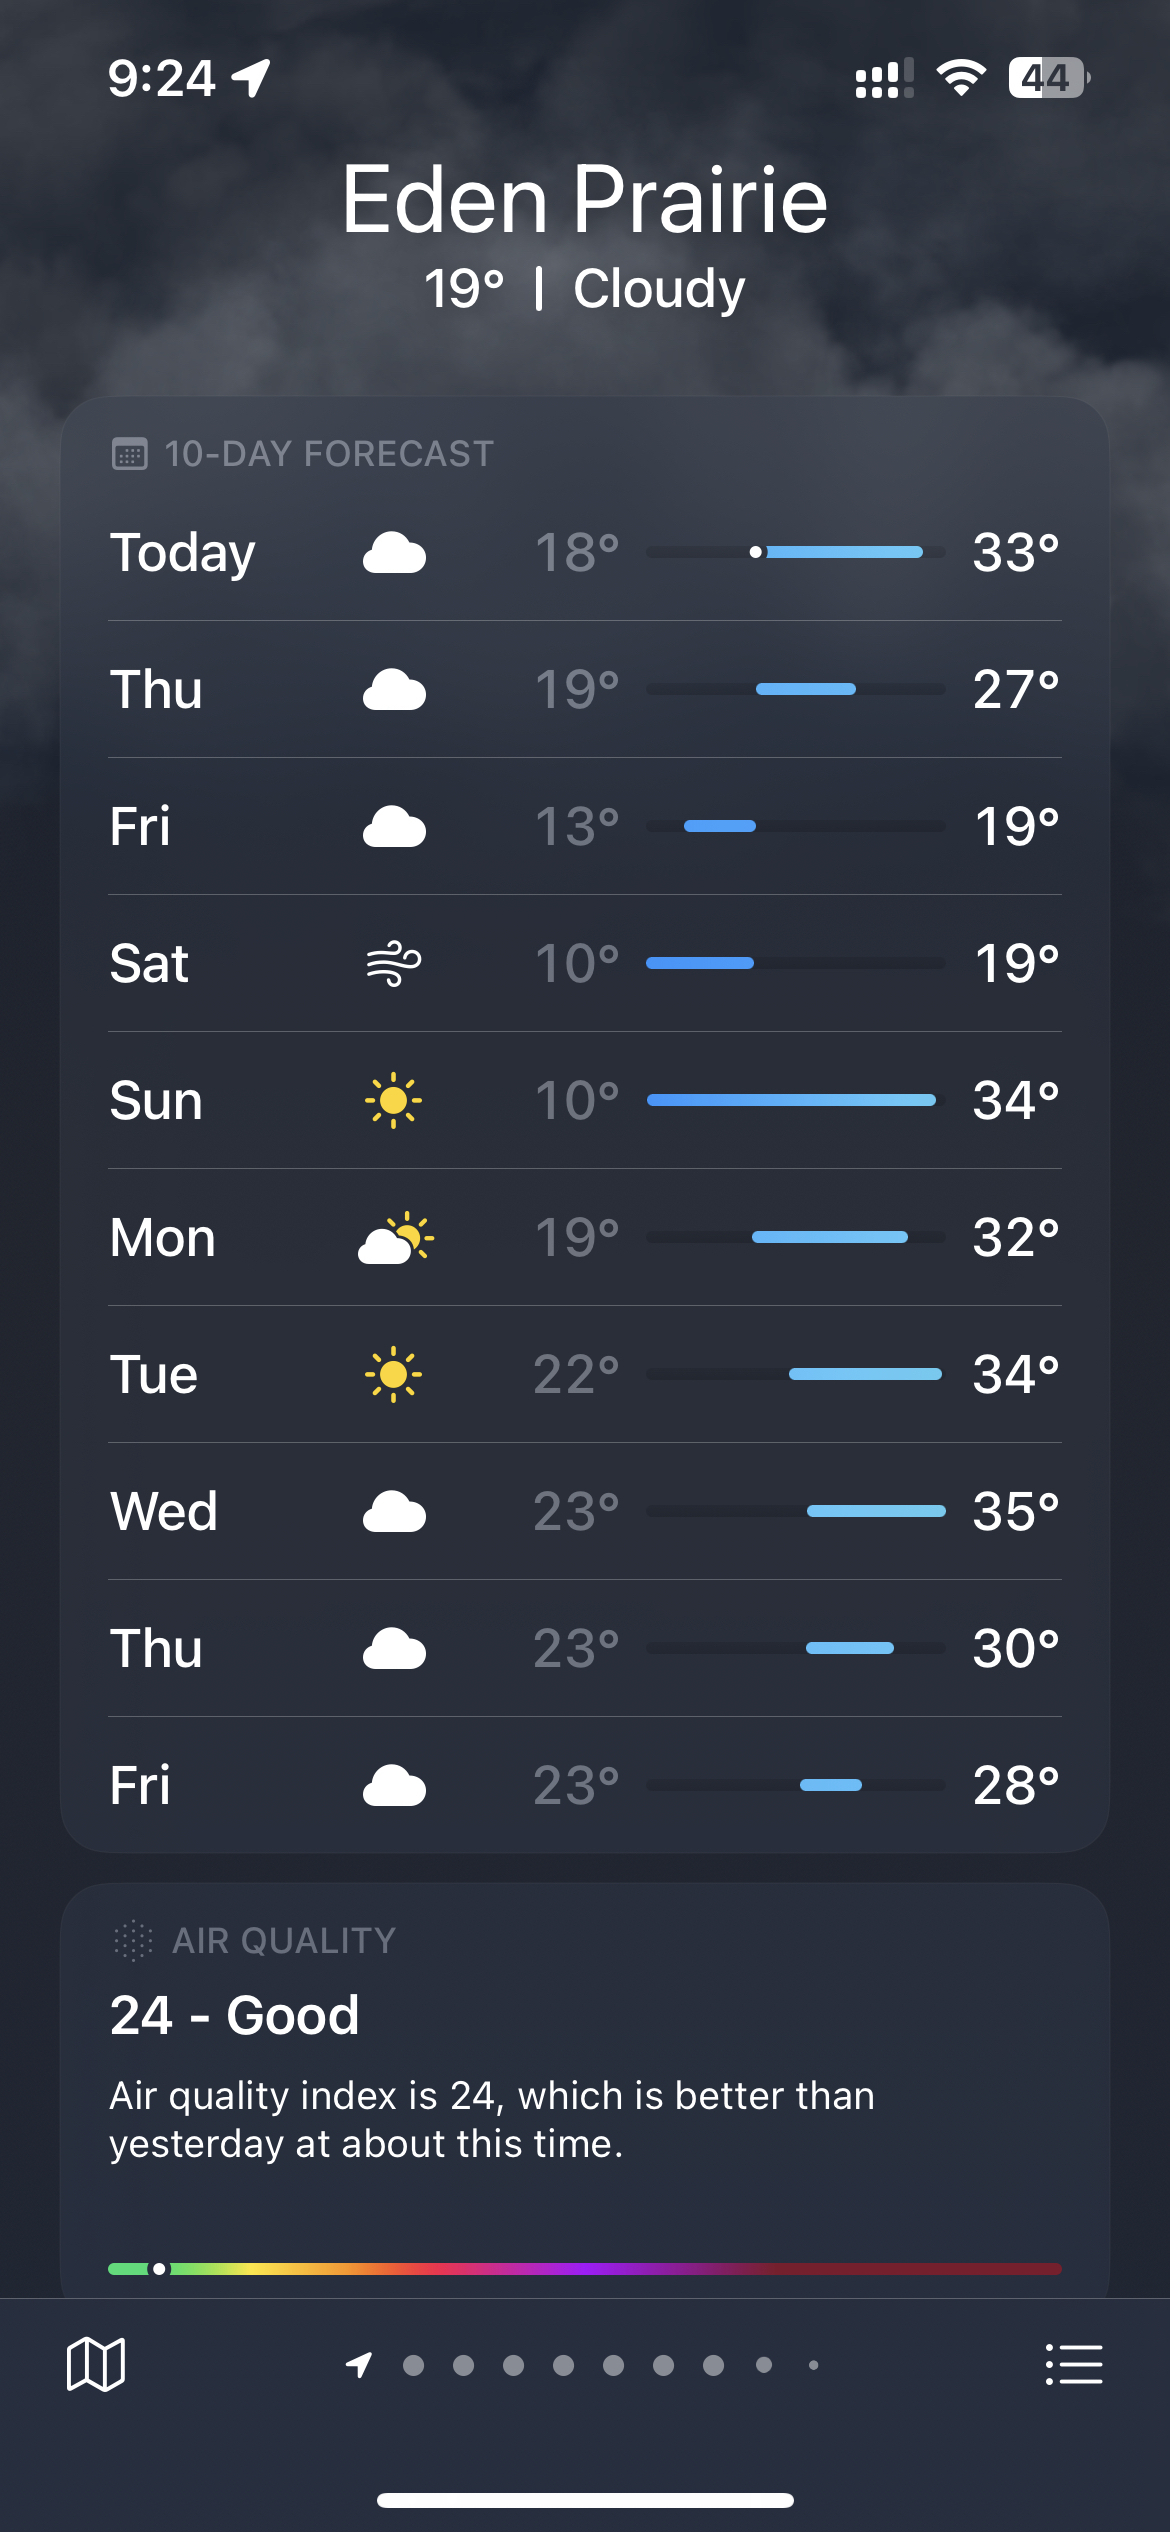 9:24
44
Eden Prairie
19° | Cloudy
10-DAY FORECAST
Today 18° 33°
Thu 19° 27°
Fri 13° 19°
Sat 10° 19°
Sun 10° 34°
Mon 19° 32°
Tue 22° 34°
Wed 23° 35°
Thu 23° 30°
Fri 23° 28°
AIR QUALITY
24 - Good
Air quality index is 24, which is better than
yesterday at about this time.